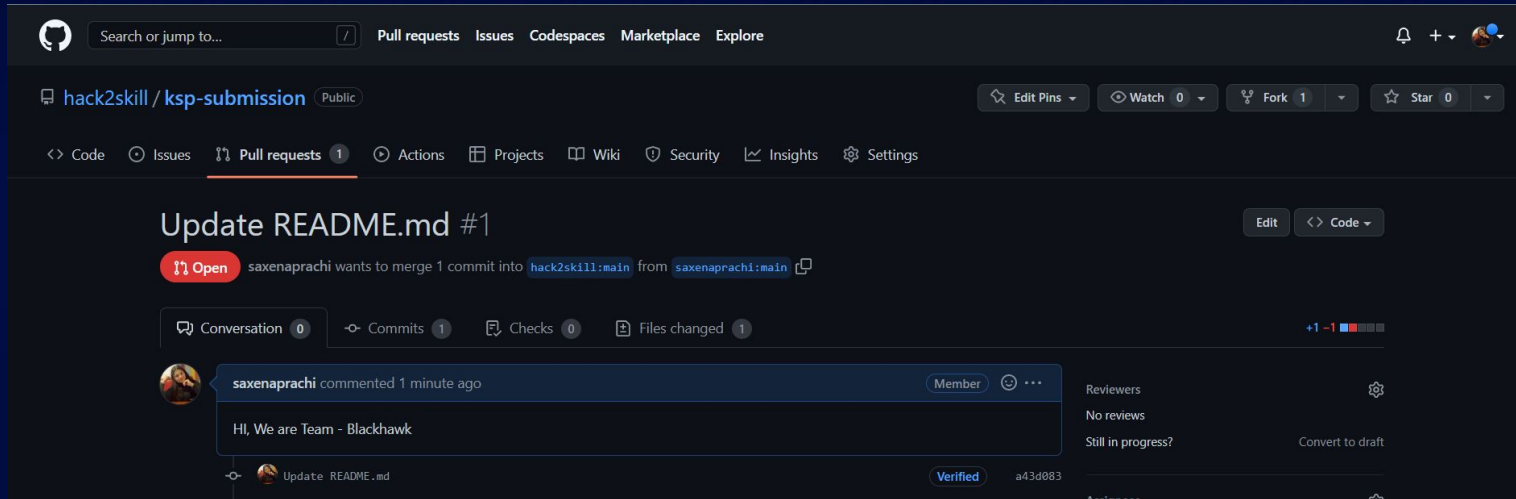 Search or jump to... / Pull requests Issues Codespaces Marketplace Explore
hack2skill / ksp-submission Public Edit Pins Watch 0 Fork 1 Star 0
<> Code Issues Pull requests 1 Actions Projects Wiki Security Insights Settings
Update README.md #1 Edit <> Code
Open saxenaprachi wants to merge 1 commit into hack2skill:main from saxenaprachi:main
Conversation 0 Commits 1 Checks 0 Files changed 1 +1 −1
saxenaprachi commented 1 minute ago Member ...
HI, We are Team - Blackhawk
Update README.md Verified a43d083
Reviewers
No reviews
Still in progress? Convert to draft